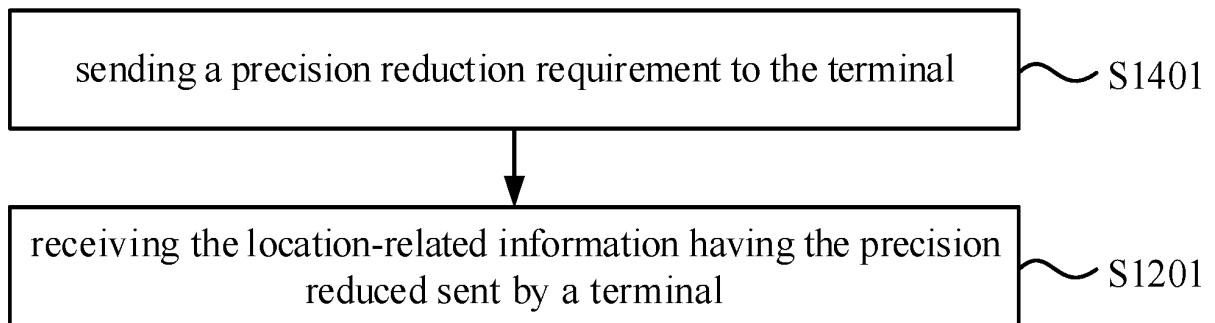 sending a precision reduction requirement to the terminal
S1401
receiving the location-related information having the precision
reduced sent by a terminal
S1201